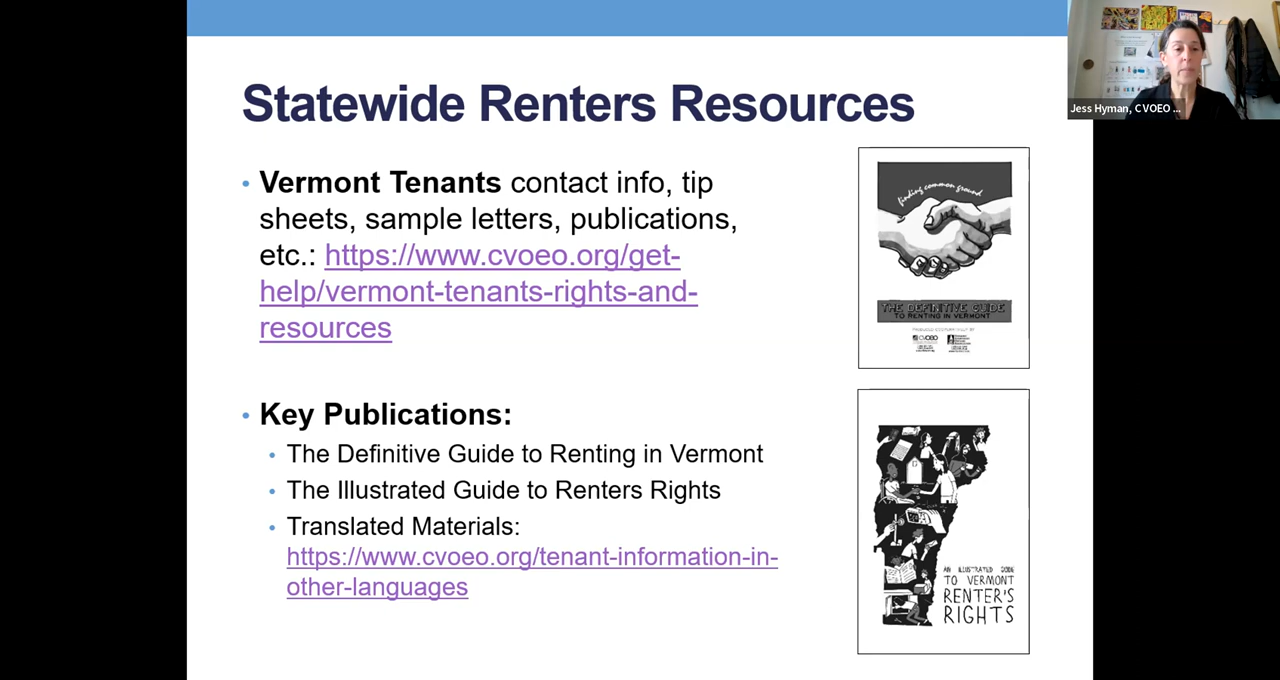 Statewide Renters Resources
• Vermont Tenants contact info, tip
sheets, sample letters, publications,
etc.: https://www.cvoeo.org/get-
help/vermont-tenants-rights-and-
resources
• Key Publications:
• The Definitive Guide to Renting in Vermont
• The Illustrated Guide to Renters Rights
• Translated Materials:
https://www.cvoeo.org/tenant-information-in-
other-languages
Jess Hyman, CVOEO ...
finding common ground
THE DEFINITIVE GUIDE
TO RENTING IN VERMONT
CVOEO
AN ILLUSTRATED GUIDE
TO VERMONT
RENTER'S
RIGHTS